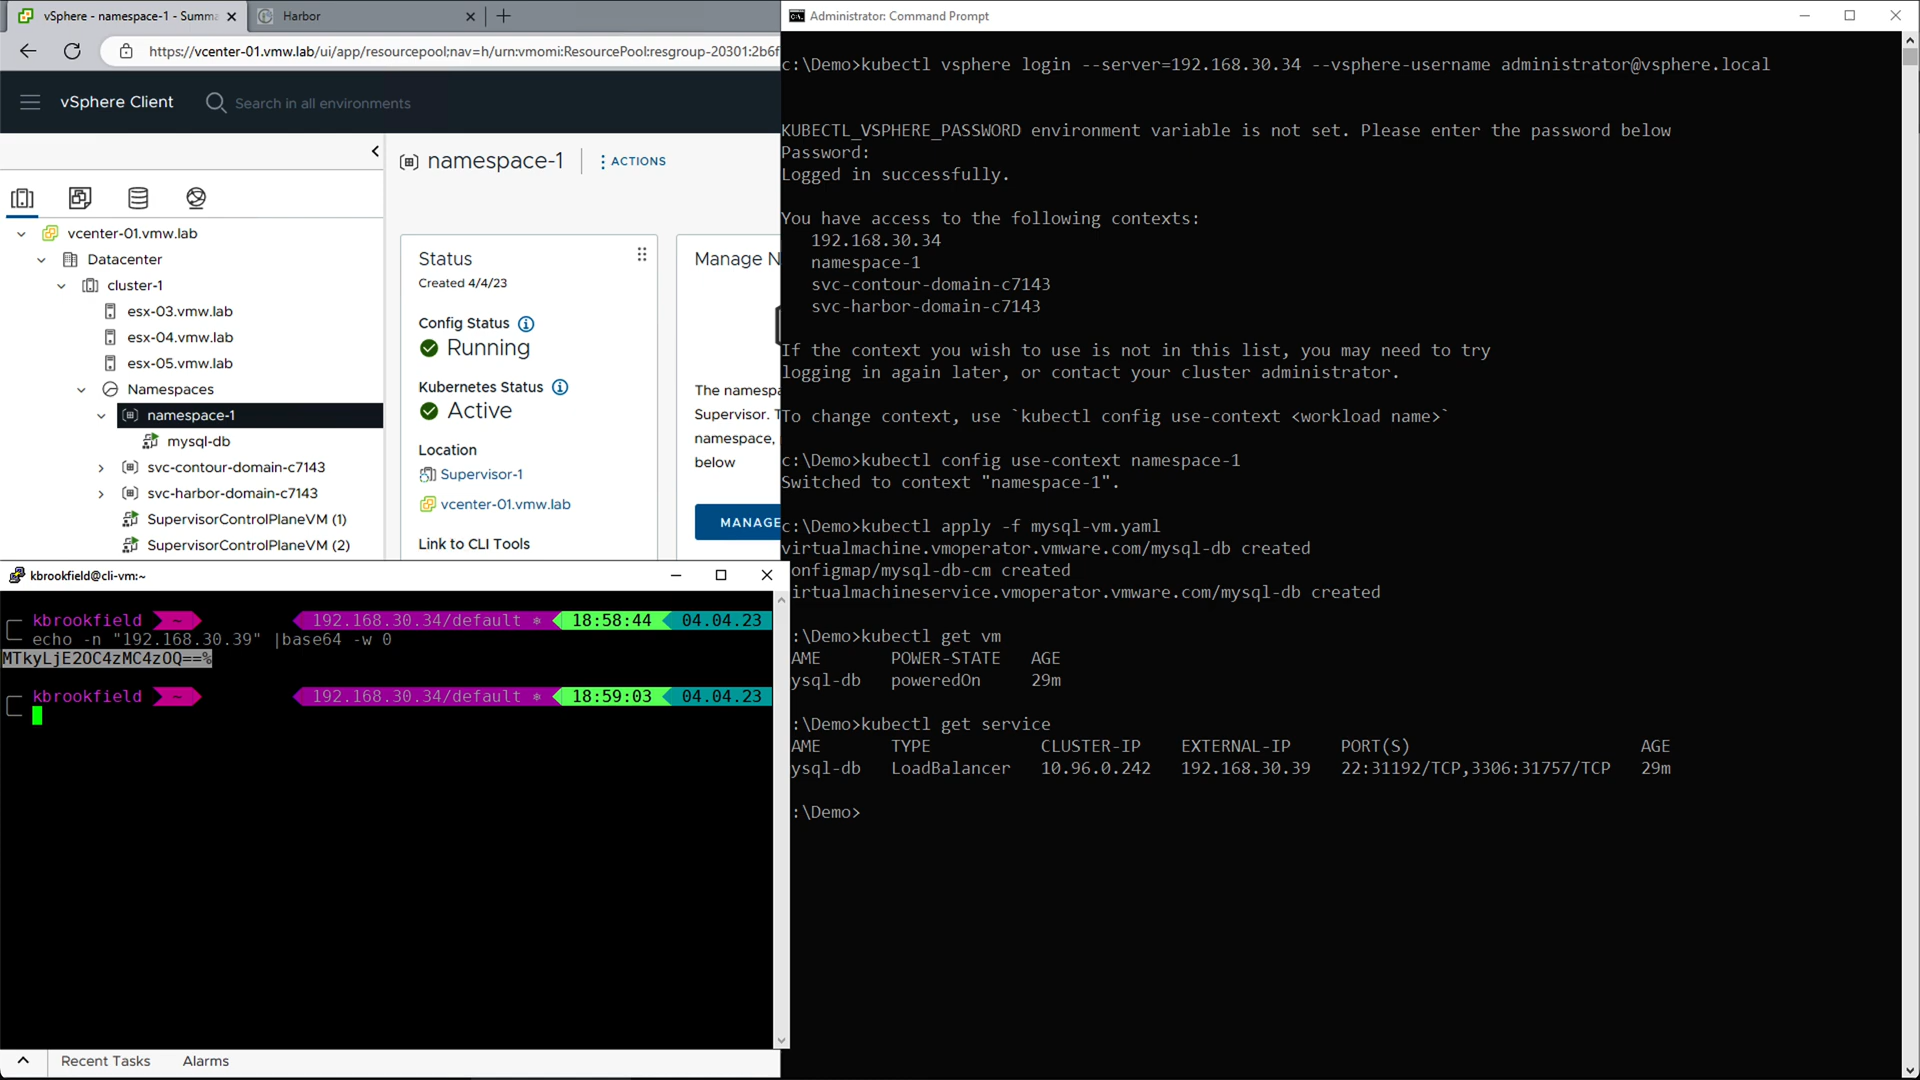 vSphere - namespace-1 - Summa
Harbor
https://vcenter-01.vmw.lab/ui/app/resourcepool;nav=h/urn:vmomi:ResourcePool:resgroup-20301:2b6f
vSphere Client
Search in all environments
namespace-1
ACTIONS
vcenter-01.vmw.lab
Datacenter
cluster-1
esx-03.vmw.lab
esx-04.vmw.lab
esx-05.vmw.lab
Namespaces
namespace-1
mysql-db
svc-contour-domain-c7143
svc-harbor-domain-c7143
SupervisorControlPlaneVM (1)
SupervisorControlPlaneVM (2)
Status
Created 4/4/23
Config Status
Running
Kubernetes Status
Active
Location
Supervisor-1
vcenter-01.vmw.lab
Link to CLI Tools
Manage N
The namespa
Supervisor. T
namespace,
below
MANAGE
kbrookfield@cli-vm:~
kbrookfield ~ 192.168.30.34/default ⎈ 18:58:44 04.04.23
echo -n "192.168.30.39" |base64 -w 0
MTkyLjE2OC4zMC4zOQ==%
kbrookfield ~ 192.168.30.34/default ⎈ 18:59:03 04.04.23
Recent Tasks
Alarms
Administrator: Command Prompt
c:\Demo>kubectl vsphere login --server=192.168.30.34 --vsphere-username administrator@vsphere.local
KUBECTL_VSPHERE_PASSWORD environment variable is not set. Please enter the password below
Password:
Logged in successfully.
You have access to the following contexts:
192.168.30.34
namespace-1
svc-contour-domain-c7143
svc-harbor-domain-c7143
If the context you wish to use is not in this list, you may need to try
logging in again later, or contact your cluster administrator.
To change context, use `kubectl config use-context <workload name>`
c:\Demo>kubectl config use-context namespace-1
Switched to context "namespace-1".
c:\Demo>kubectl apply -f mysql-vm.yaml
virtualmachine.vmoperator.vmware.com/mysql-db created
onfigmap/mysql-db-cm created
irtualmachineservice.vmoperator.vmware.com/mysql-db created
:\Demo>kubectl get vm
AME POWER-STATE AGE
ysql-db poweredOn 29m
:\Demo>kubectl get service
AME TYPE CLUSTER-IP EXTERNAL-IP PORT(S) AGE
ysql-db LoadBalancer 10.96.0.242 192.168.30.39 22:31192/TCP,3306:31757/TCP 29m
:\Demo>